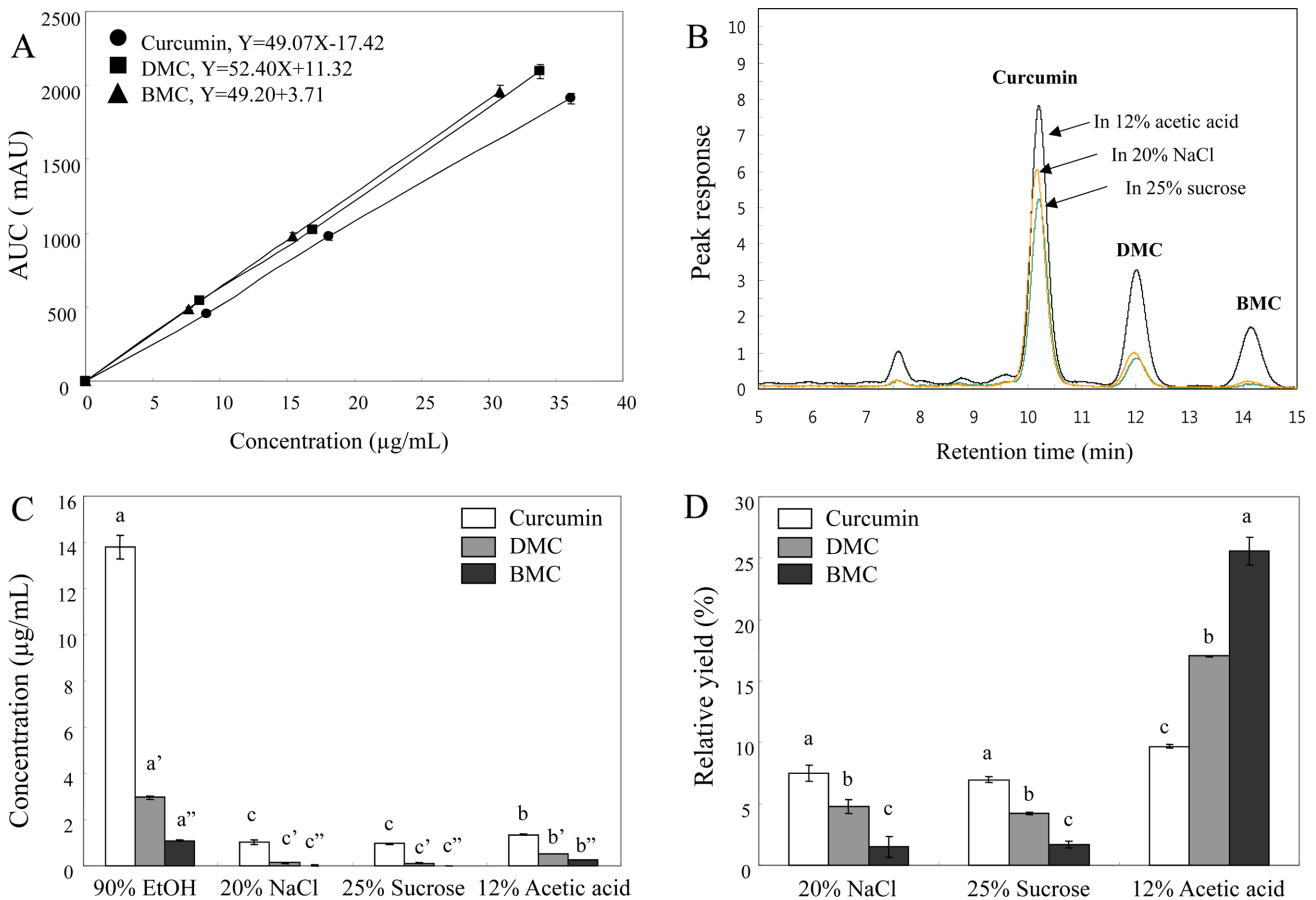 A
Curcumin, Y=49.07X-17.42
DMC, Y=52.40X+11.32
BMC, Y=49.20+3.71
AUC ( mAU)
2500
2000
1500
1000
500
0
0 5 10 15 20 25 30 35 40
Concentration (µg/mL)
B
Curcumin
In 12% acetic acid
In 20% NaCl
In 25% sucrose
DMC
BMC
Peak response
10
9
8
7
6
5
4
3
2
1
0
5 6 7 8 9 10 11 12 13 14 15
Retention time (min)
C
Curcumin
DMC
BMC
Concentration (µg/mL)
16
14
12
8
6
4
2
0
a
a’
a”
c
c’ c”
c
c’ c”
b
b’ b”
90% EtOH 20% NaCl 25% Sucrose 12% Acetic acid
D
Curcumin
DMC
BMC
Relative yield (%)
30
25
20
15
10
5
0
a
b
c
a
b
c
c
b
a
20% NaCl 25% Sucrose 12% Acetic acid